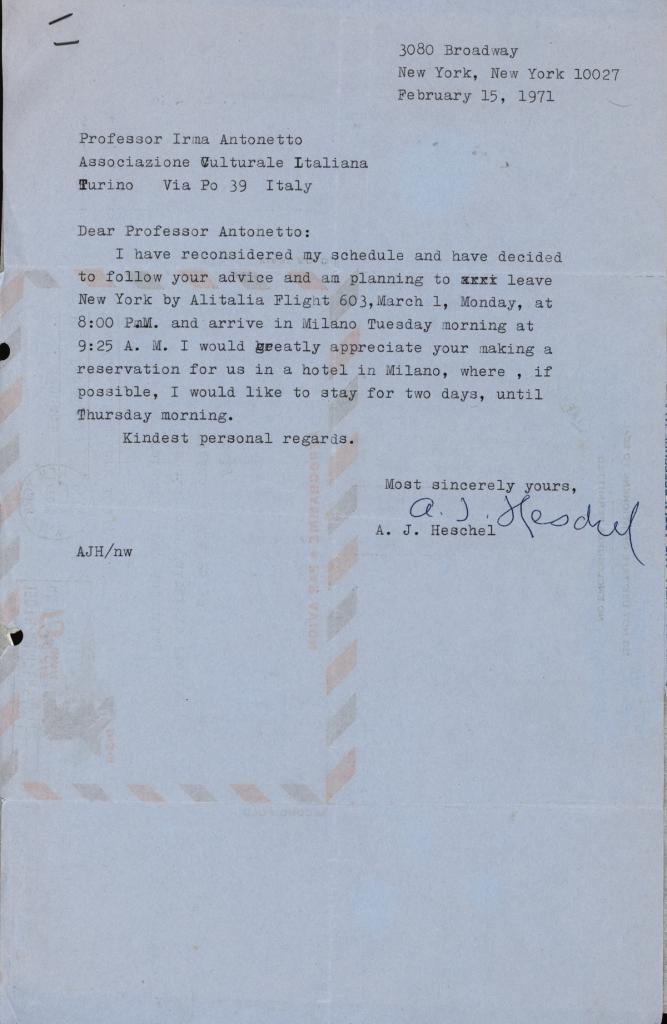 3080 Broadway
New York, New York 10027
February 15, 1971
Professor Irma Antonetto
Associazione Culturale Italiana
Turino Via Po 39 Italy
Dear Professor Antonetto:
I have reconsidered my schedule and have decided
to follow your advice and am planning to xxxx leave
New York by Alitalia Flight 603,March 1, Monday, at
8:00 P.M. and arrive in Milano Tuesday morning at
9:25 A. M. I would greatly appreciate your making a
reservation for us in a hotel in Milano, where , if
possible, I would like to stay for two days, until
Thursday morning.
Kindest personal regards.
Most sincerely yours,
A. J. Heschel
A. J. Heschel
AJH/nw
AEROGRAMME • PAR AVION
SECOND FOLD